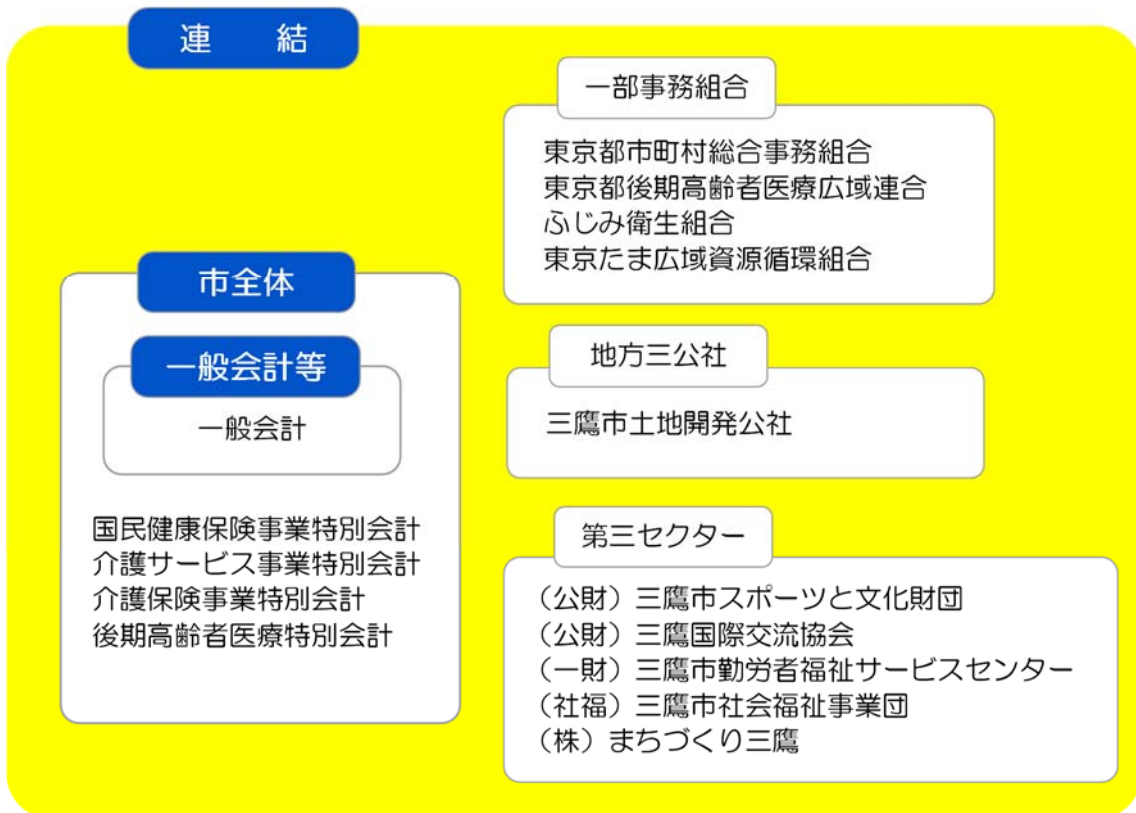 連　結
市全体
一般会計等
一般会計
国民健康保険事業特別会計
介護サービス事業特別会計
介護保険事業特別会計
後期高齢者医療特別会計
一部事務組合
東京都市町村総合事務組合
東京都後期高齢者医療広域連合
ふじみ衛生組合
東京たま広域資源循環組合
地方三公社
三鷹市土地開発公社
第三セクター
（公財）三鷹市スポーツと文化財団
（公財）三鷹国際交流協会
（一財）三鷹市勤労者福祉サービスセンター
（社福）三鷹市社会福祉事業団
（株）まちづくり三鷹